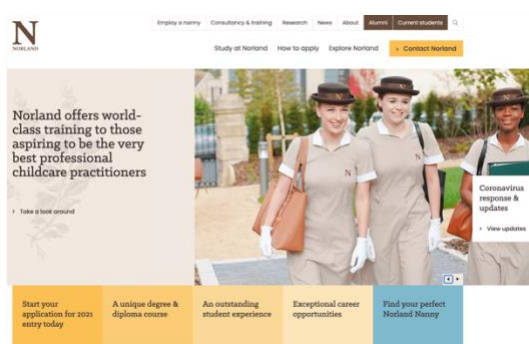 Employ a nanny Consultancy & training Research News About Alumni Current students
N
NORLAND
Study at Norland How to apply Explore Norland > Contact Norland
Norland offers world-
class training to those
aspiring to be the very
best professional
childcare practitioners
> Take a look around
N
N
Coronavirus
response &
updates
> View updates
Start your
application for 2021
entry today
A unique degree &
diploma course
An outstanding
student experience
Exceptional career
opportunities
Find your perfect
Norland Nanny